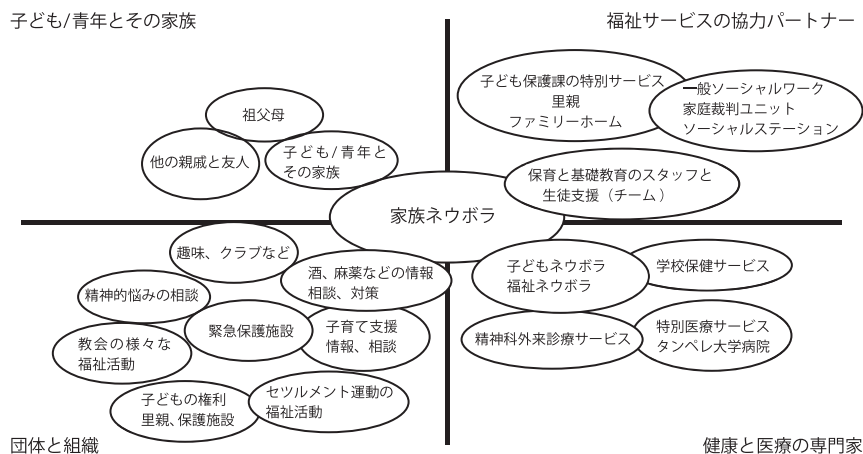 子ども/青年とその家族
福祉サービスの協力パートナー
祖父母
他の親戚と友人
子ども/青年と
その家族
子ども保護課の特別サービス
里親
ファミリーホーム
一般ソーシャルワーク
家庭裁判ユニット
ソーシャルステーション
保育と基礎教育のスタッフと
生徒支援（チーム）
家族ネウボラ
趣味、クラブなど
酒、麻薬などの情報
相談、対策
精神的悩みの相談
緊急保護施設
子育て支援
情報、相談
教会の様々な
福祉活動
子どもの権利
里親、保護施設
セツルメント運動の
福祉活動
子どもネウボラ
福祉ネウボラ
学校保健サービス
精神科外来診療サービス
特別医療サービス
タンペレ大学病院
団体と組織
健康と医療の専門家